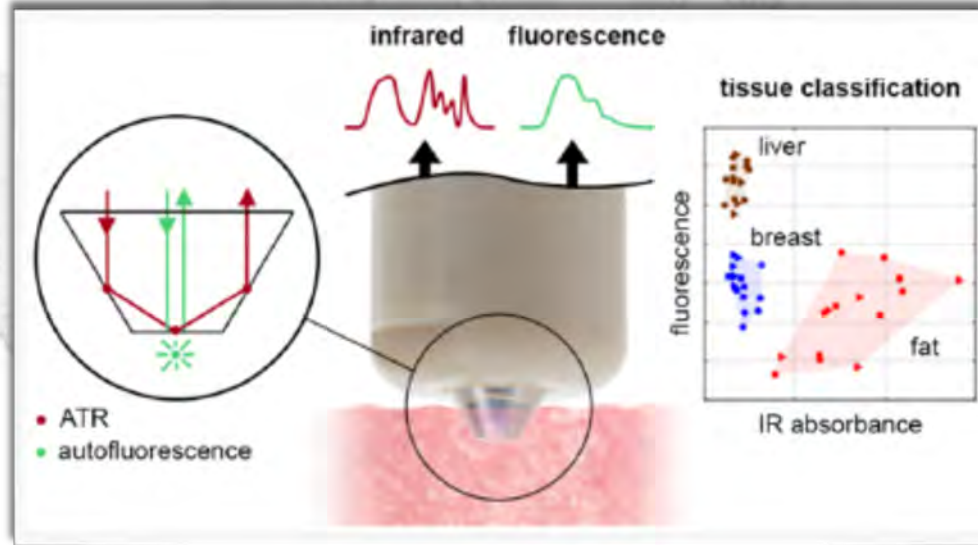 infrared
fluorescence
tissue classification
liver
breast
fat
fluorescence
IR absorbance
ATR
autofluorescence